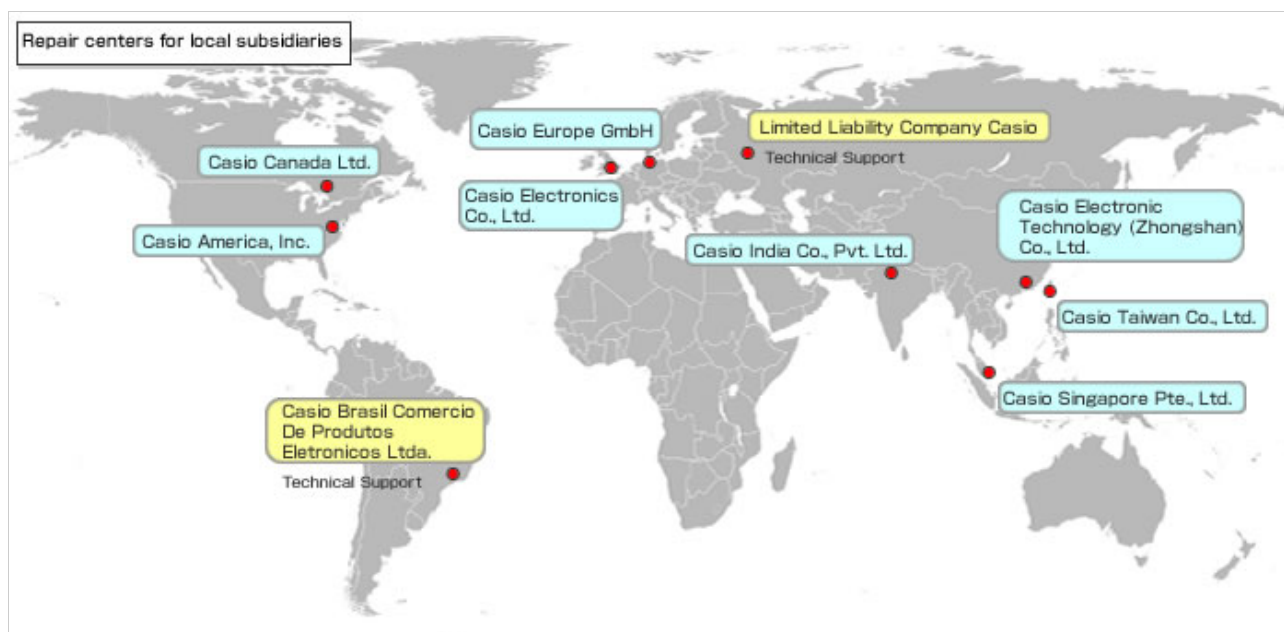 Repair centers for local subsidiaries
Casio Europe GmbH
Limited Liability Company Casio
Technical Support
Casio Canada Ltd.
Casio Electronics
Co., Ltd.
Casio Electronic
Technology (Zhongshan)
Co., Ltd.
Casio America, Inc.
Casio India Co., Pvt. Ltd.
Casio Taiwan Co., Ltd.
Casio Singapore Pte., Ltd.
Casio Brasil Comercio
De Produtos
Eletronicos Ltda.
Technical Support